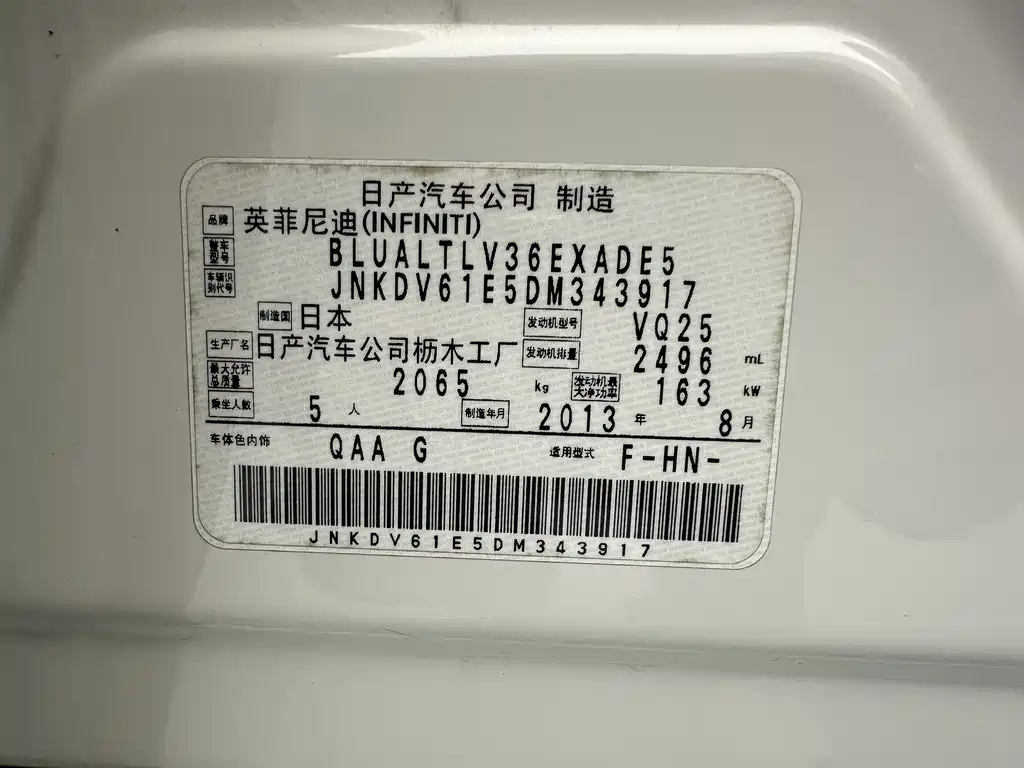 日产汽车公司 制造
品牌 英菲尼迪(INFINITI)
整车型号 BLUALTLV36EXADE5
车辆识别代号 JNKDV61E5DM343917
制造国 日本 发动机型号 VQ25
生产厂名 日产汽车公司枥木工厂 发动机排量 2496 mL
最大允许总质量 2065 kg 发动机最大净功率 163 kW
乘坐人数 5 人 制造年月 2013 年 8 月
车体色内饰 QAA G 适用型式 F-HN-
JNKDV61E5DM343917